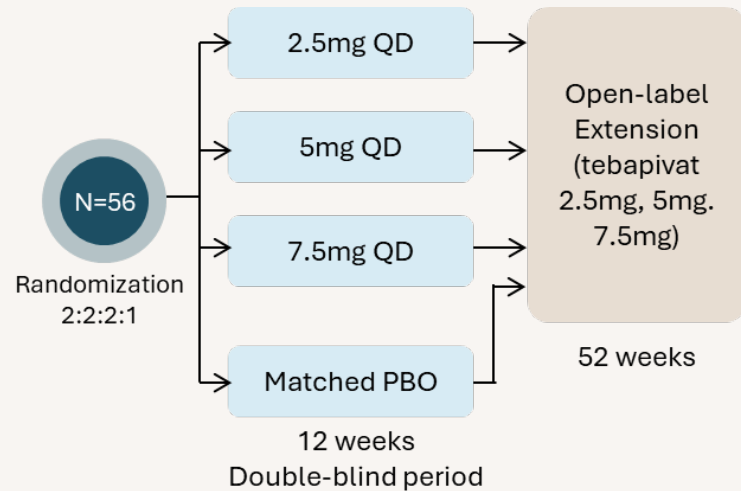 N=56
Randomization
2:2:2:1
2.5mg QD
5mg QD
7.5mg QD
Matched PBO
12 weeks
Double-blind period
Open-label
Extension
(tebapivat
2.5mg, 5mg.
7.5mg)
52 weeks